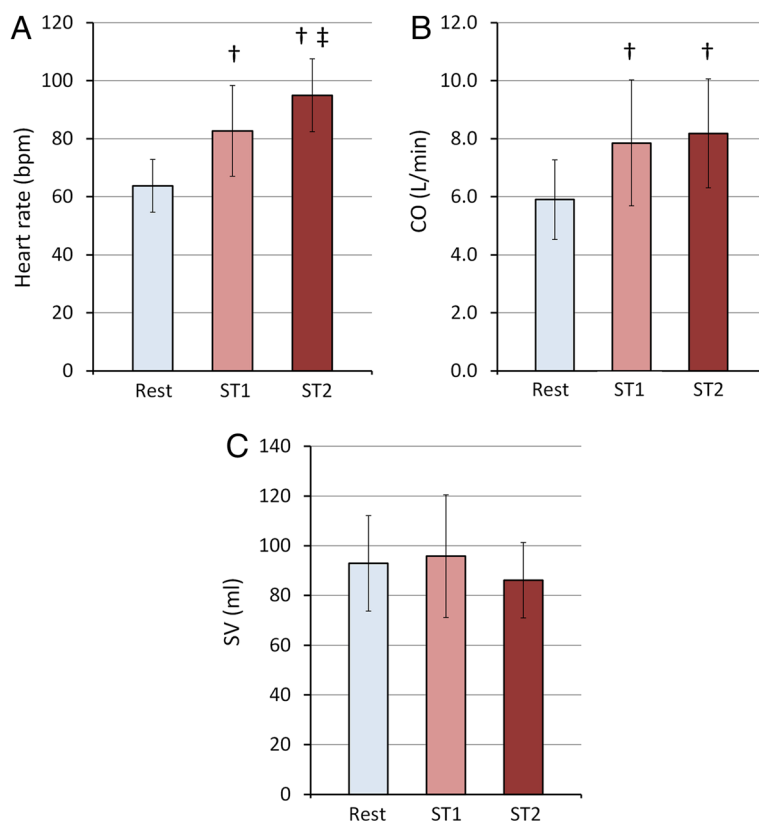 A
Heart rate (bpm)
120
100
80
60
40
20
0
† 
† ‡
Rest ST1 ST2
B
CO (L/min)
12.0
10.0
8.0
6.0
4.0
2.0
0.0
†
†
Rest ST1 ST2
C
SV (ml)
140
120
100
80
60
40
20
0
Rest ST1 ST2